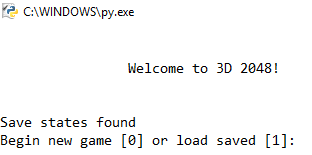 C:\WINDOWS\py.exe
Welcome to 3D 2048!
Save states found
Begin new game [0] or load saved [1]: